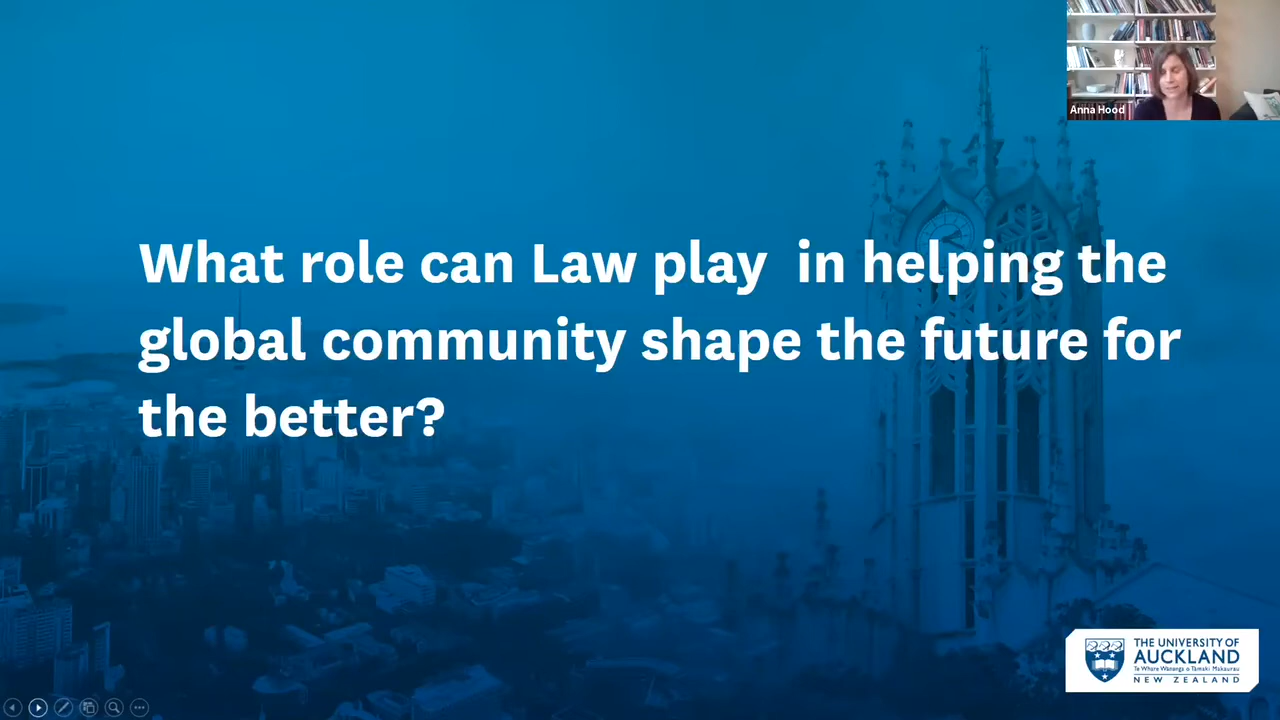 Anna Hood
What role can Law play  in helping the
global community shape the future for
the better?
THE UNIVERSITY OF
AUCKLAND
Te Whare Wānanga o Tāmaki Makaurau
NEW ZEALAND